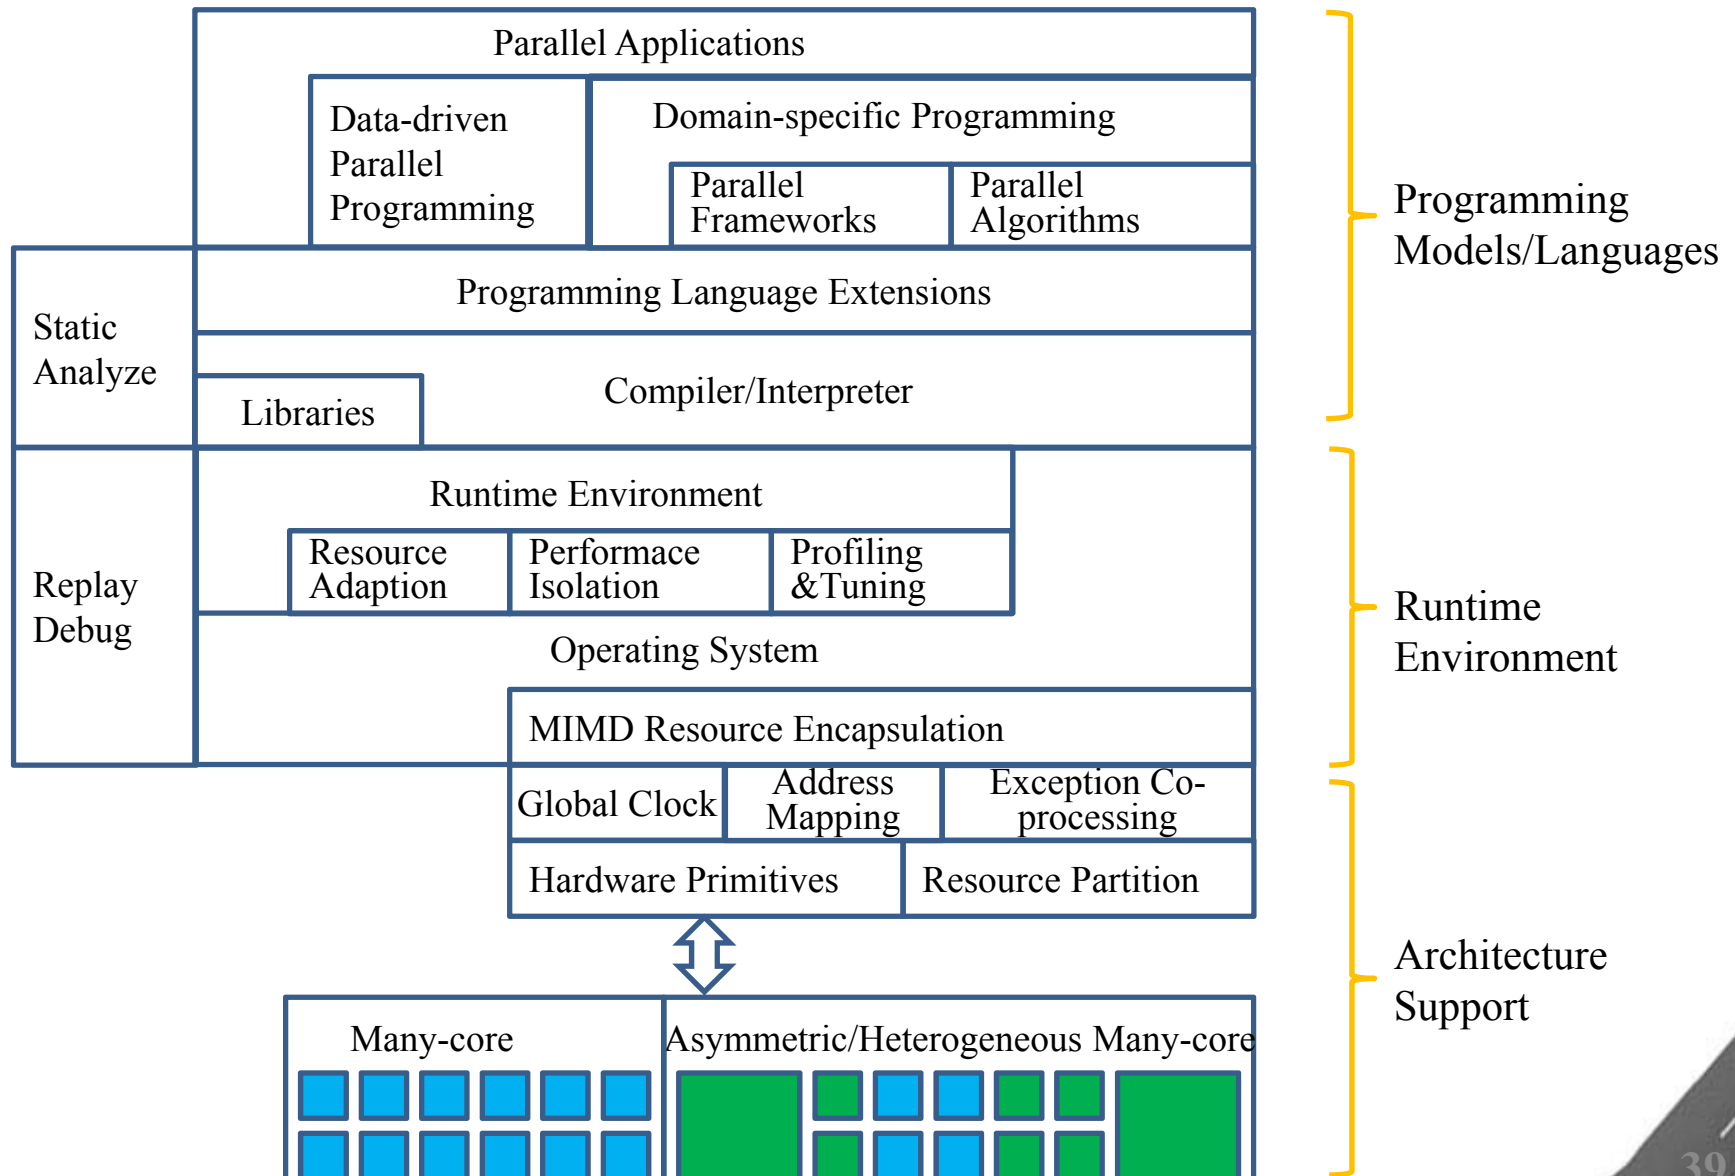 Parallel Applications
Data-driven
Parallel
Programming
Domain-specific Programming
Parallel
Frameworks
Parallel
Algorithms
Programming
Models/Languages
Static
Analyze
Programming Language Extensions
Compiler/Interpreter
Libraries
Replay
Debug
Runtime Environment
Resource
Adaption
Performace
Isolation
Profiling
&Tuning
Operating System
MIMD Resource Encapsulation
Runtime
Environment
Global Clock
Address
Mapping
Exception Co-
processing
Hardware Primitives
Resource Partition
Architecture
Support
Many-core
Asymmetric/Heterogeneous Many-core
39